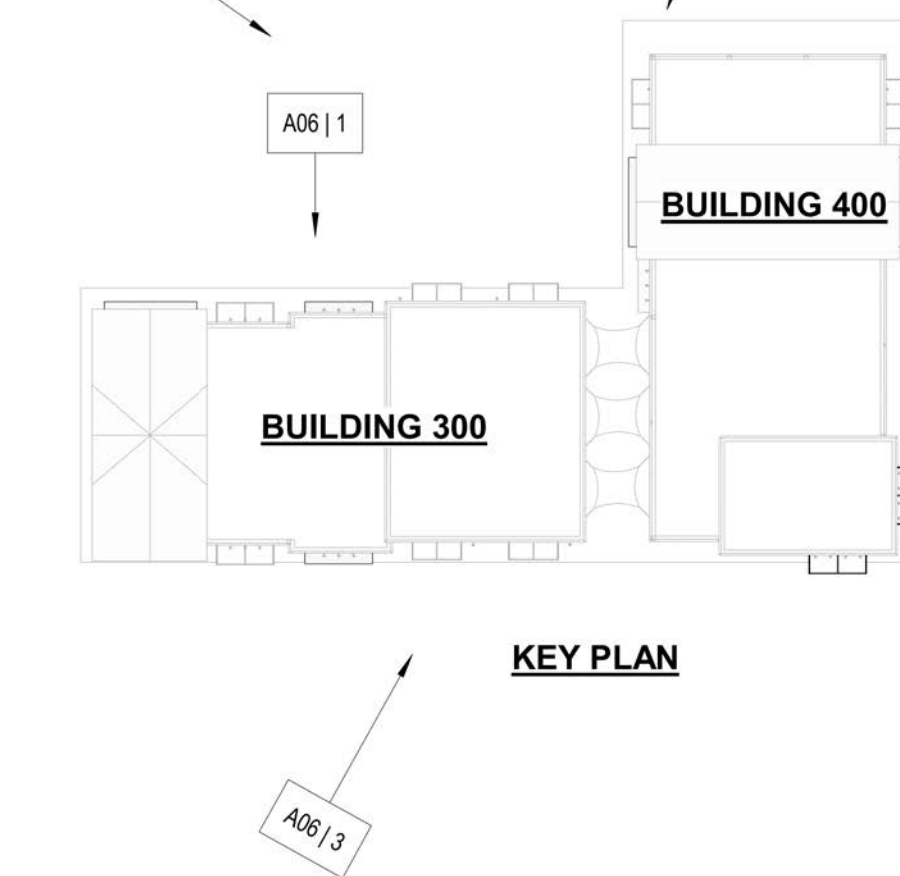 A06 | 1
BUILDING 400
BUILDING 300
KEY PLAN
A06 | 3